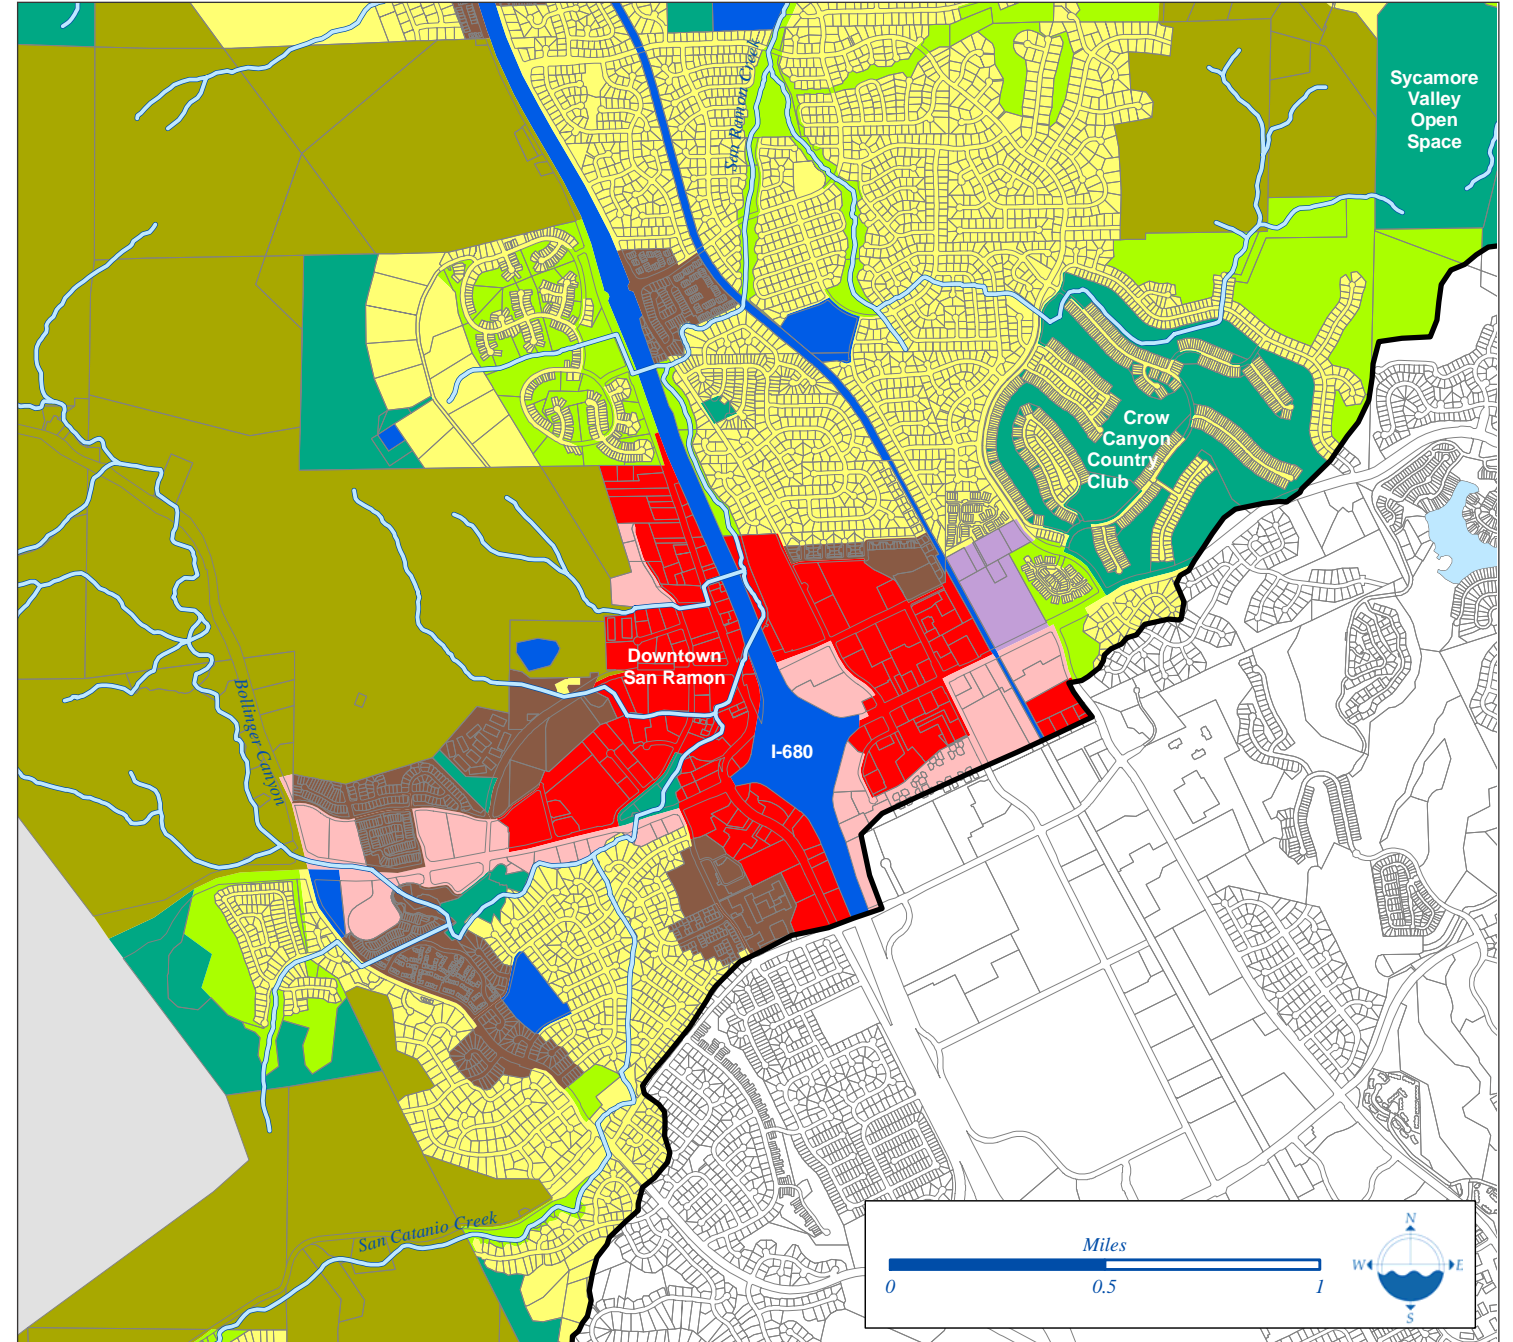 Sycamore
Valley
Open
Space
San Ramon Creek
Crow
Canyon
Country
Club
Downtown
San Ramon
Bollinger Canyon
I-680
San Catanio Creek
Miles
0 0.5 1
N
W E
S